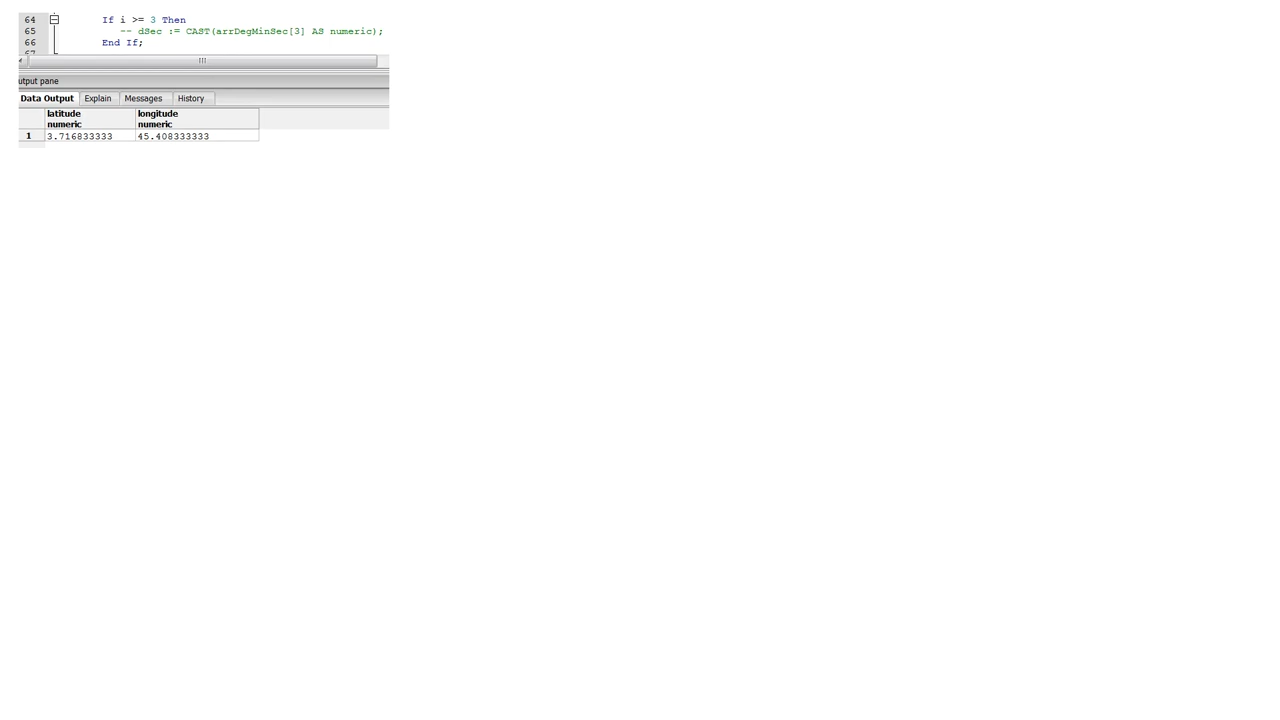 64 If i >= 3 Then
65 -- dSec := CAST(arrDegMinSec[3] AS numeric);
66 End If;
67
utput pane
Data Output Explain Messages History
latitude longitude
numeric numeric
1 3.716833333 45.408333333